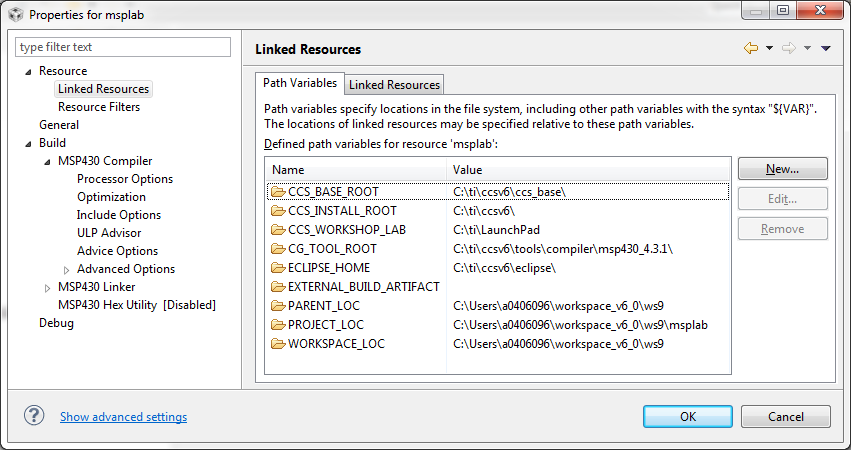 Properties for msplab
type filter text
Resource
Linked Resources
Resource Filters
General
Build
MSP430 Compiler
Processor Options
Optimization
Include Options
ULP Advisor
Advice Options
Advanced Options
MSP430 Linker
MSP430 Hex Utility [Disabled]
Debug
Linked Resources
Path Variables Linked Resources
Path variables specify locations in the file system, including other path variables with the syntax "${VAR}".
The locations of linked resources may be specified relative to these path variables.
Defined path variables for resource 'msplab':
Name Value
CCS_BASE_ROOT C:\ti\ccsv6\ccs_base\
CCS_INSTALL_ROOT C:\ti\ccsv6\
CCS_WORKSHOP_LAB C:\ti\LaunchPad
CG_TOOL_ROOT C:\ti\ccsv6\tools\compiler\msp430_4.3.1\
ECLIPSE_HOME C:\ti\ccsv6\eclipse\
EXTERNAL_BUILD_ARTIFACT
PARENT_LOC C:\Users\a0406096\workspace_v6_0\ws9
PROJECT_LOC C:\Users\a0406096\workspace_v6_0\ws9\msplab
WORKSPACE_LOC C:\Users\a0406096\workspace_v6_0\ws9
New...
Edit...
Remove
Show advanced settings
OK
Cancel